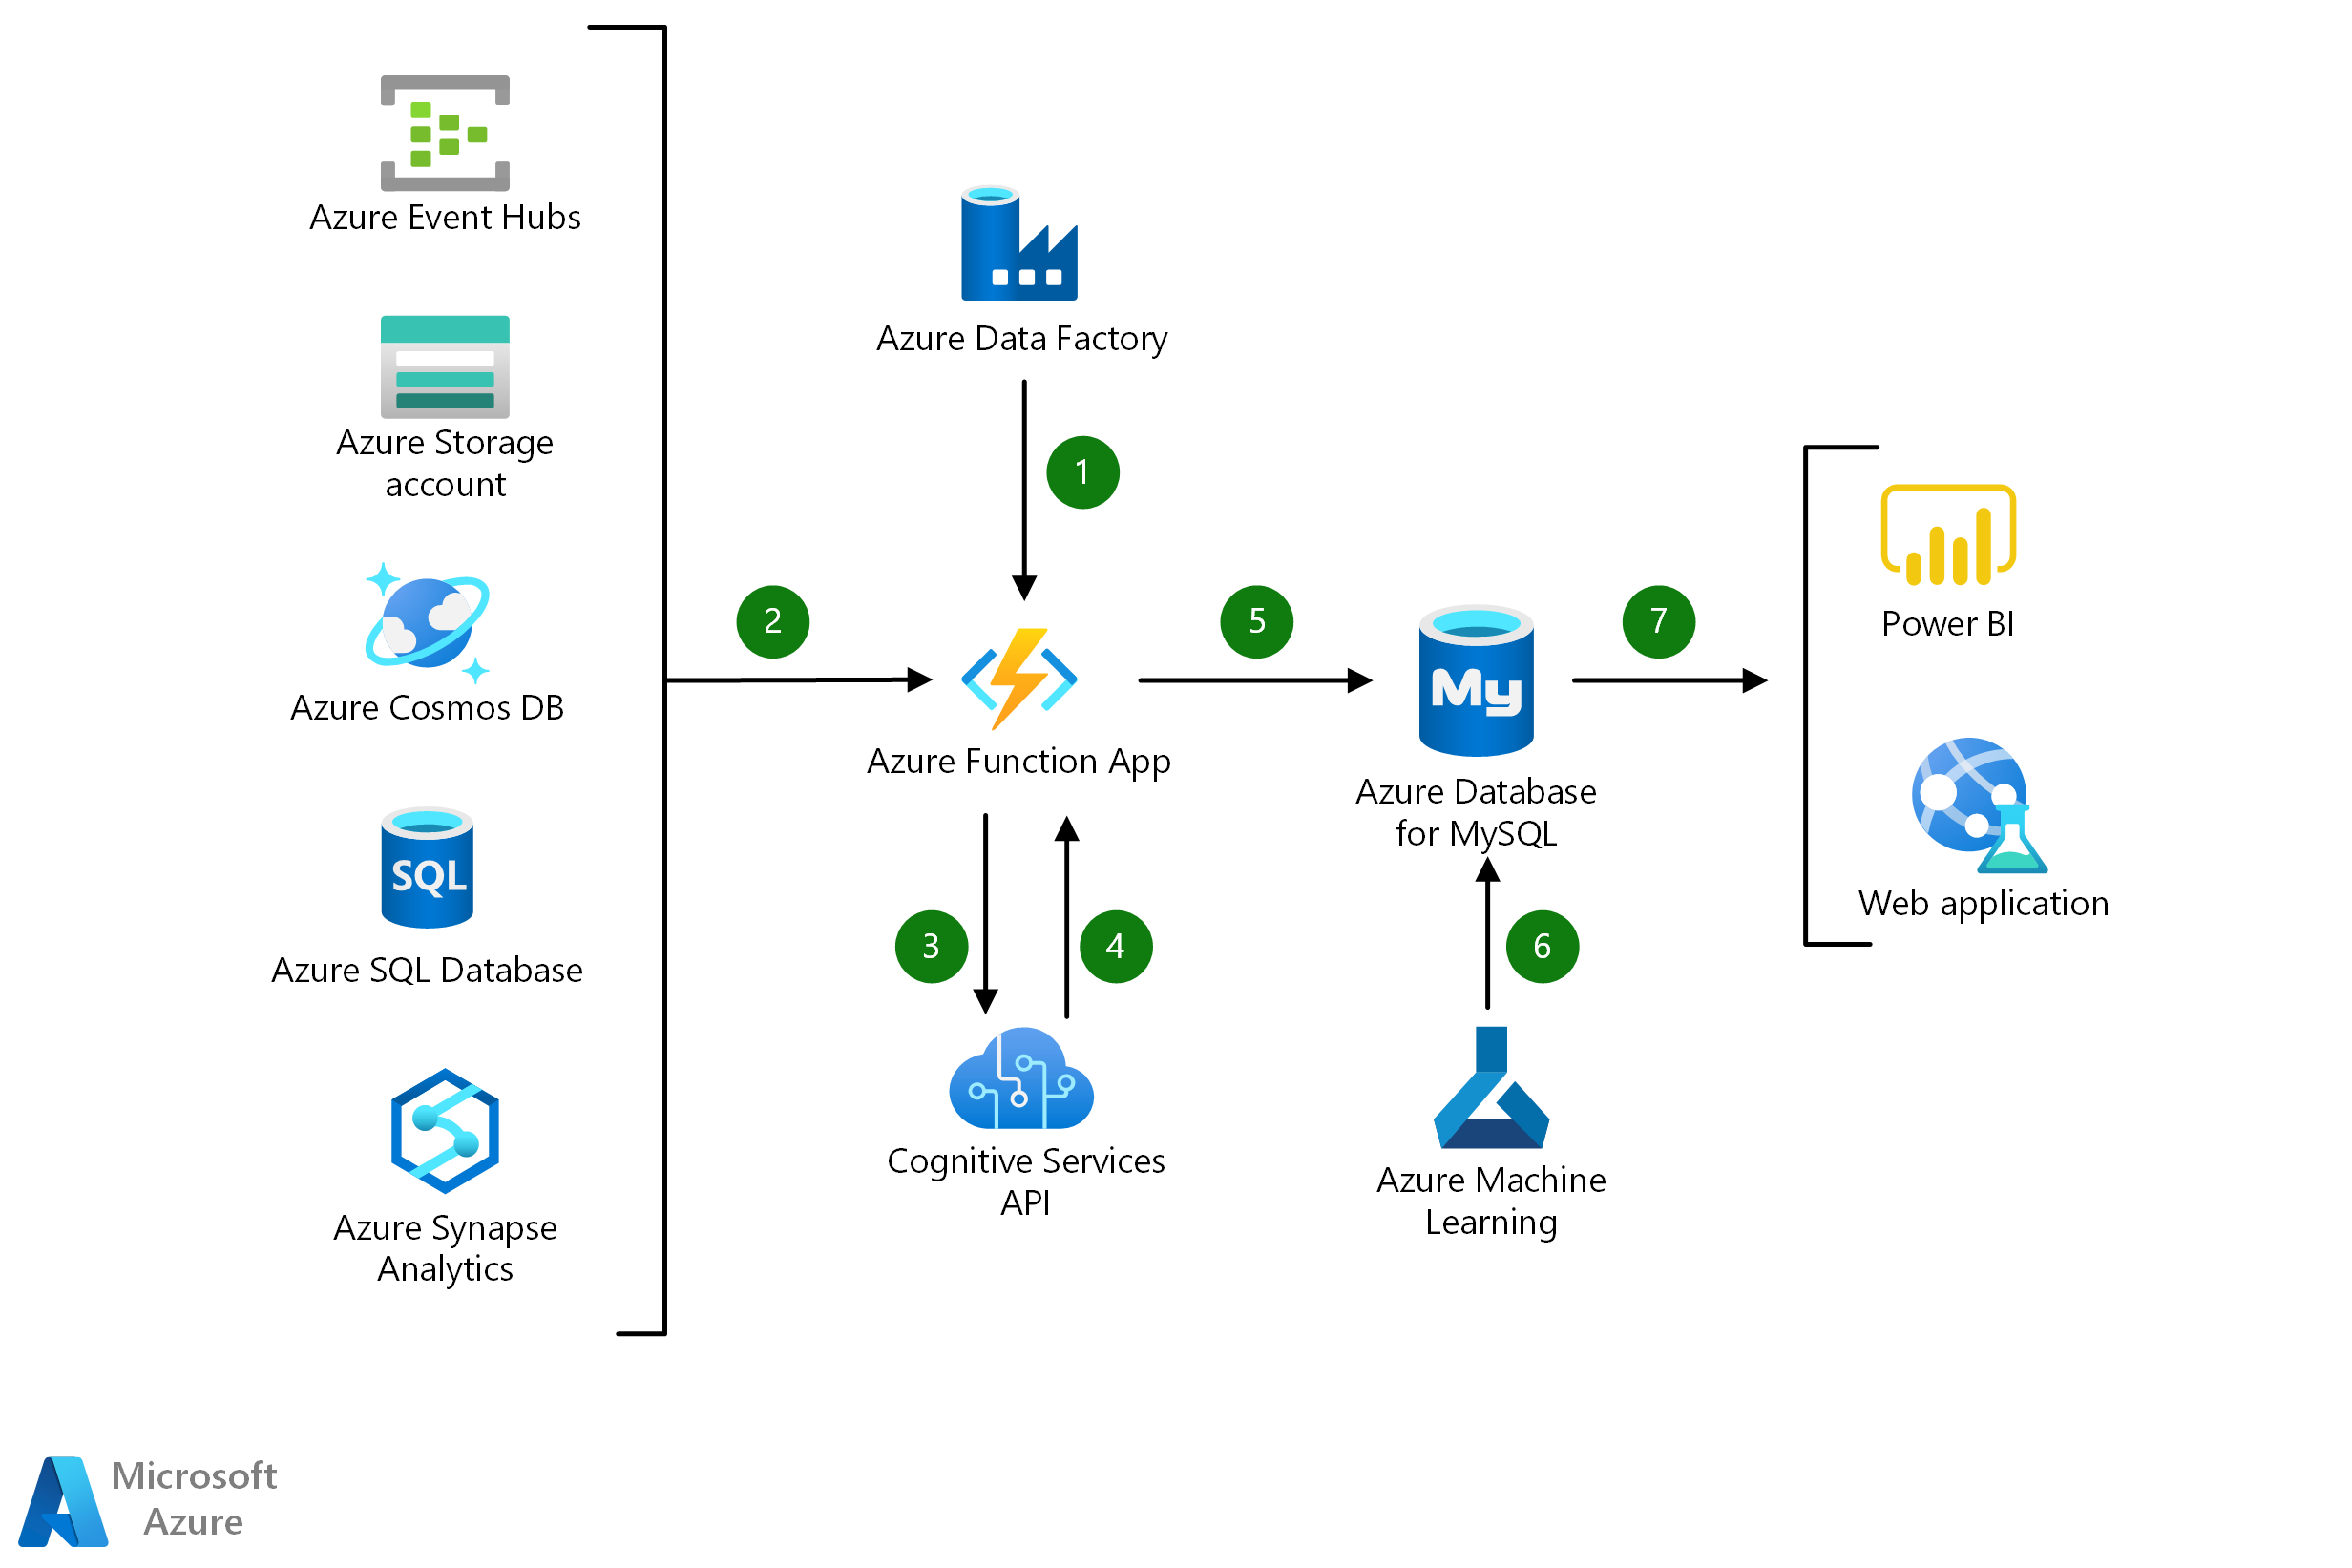 Azure Event Hubs
Azure Storage
account
Azure Cosmos DB
SQL
Azure SQL Database
Azure Synapse
Analytics
Azure Data Factory
1
2
Azure Function App
3
4
Cognitive Services
API
5
My
Azure Database
for MySQL
6
Azure Machine
Learning
7
Power BI
Web application
Microsoft
Azure